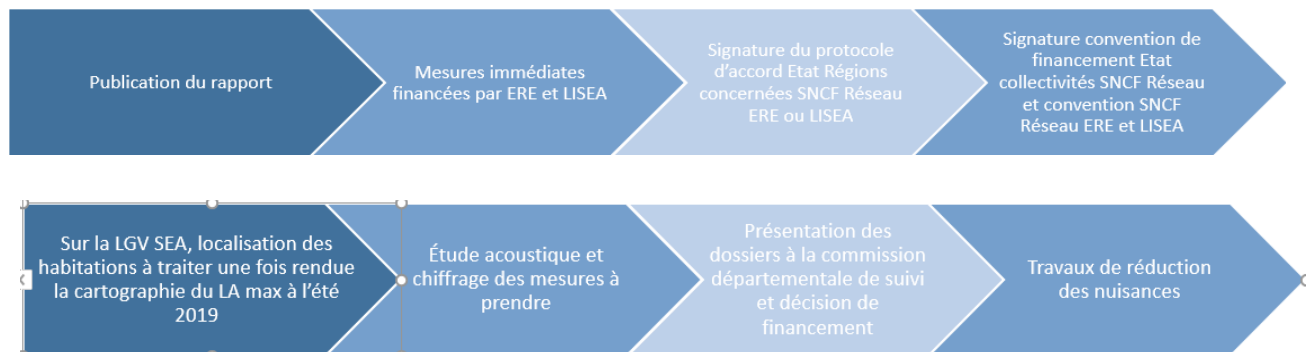 Publication du rapport
Mesures immédiates
financées par ERE et LISEA
Signature du protocole
d'accord Etat Régions
concernées SNCF Réseau
ERE ou LISEA
Signature convention de
financement Etat
collectivités SNCF Réseau
et convention SNCF
Réseau ERE et LISEA
Sur la LGV SEA, localisation des
habitations à traiter une fois rendue
la cartographie du LA max à l'été
2019
Étude acoustique et
chiffrage des mesures à
prendre
Présentation des
dossiers à la commission
départementale de suivi
et décision de
financement
Travaux de réduction
des nuisances